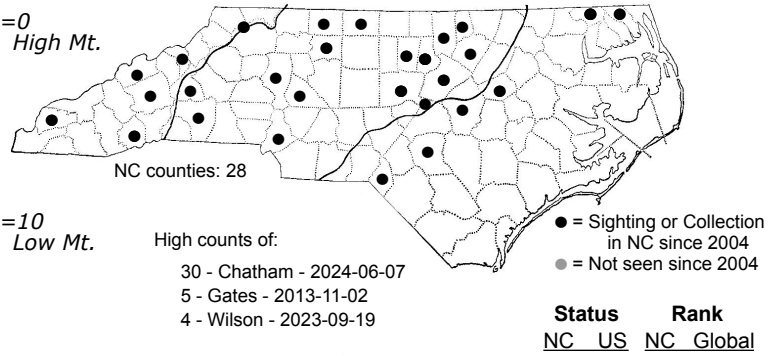 =0
High Mt.
NC counties: 28
=10
Low Mt.
High counts of:
30 - Chatham - 2024-06-07
5 - Gates - 2013-11-02
4 - Wilson - 2023-09-19
= Sighting or Collection
in NC since 2004
= Not seen since 2004
Status Rank
NC US NC Global